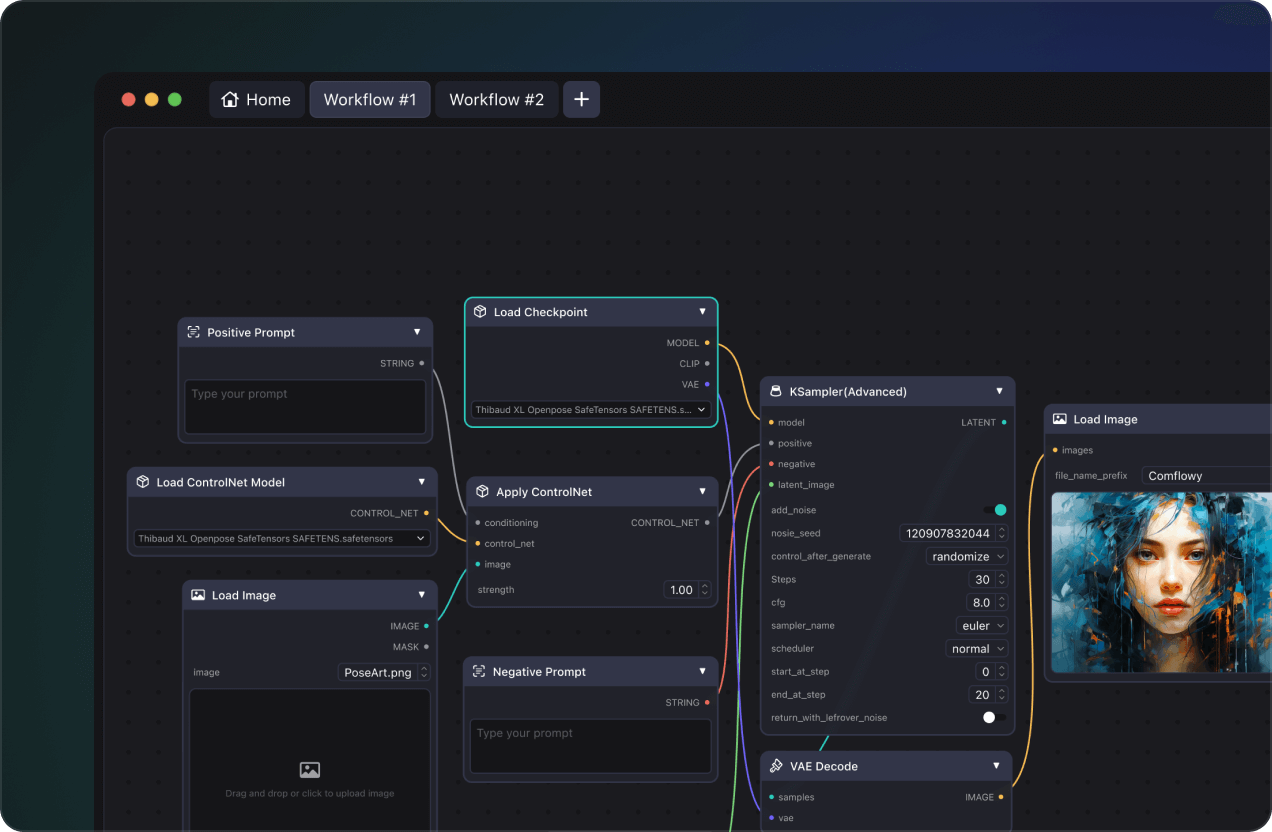 Home
Workflow #1
Workflow #2
Positive Prompt
STRING
Type your prompt
Load ControlNet Model
CONTROL_NET
Thibaud XL Openpose SafeTensors SAFETENS.safetensors
Load Image
IMAGE
MASK
image
PoseArt.png
Drag and drop or click to upload image
Load Checkpoint
MODEL
CLIP
VAE
Thibaud XL Openpose SafeTensors SAFETENS.s...
Apply ControlNet
conditioning
CONTROL_NET
control_net
image
strength
1.00
Negative Prompt
STRING
Type your prompt
KSampler(Advanced)
model
LATENT
positive
negative
latent_image
add_noise
nosie_seed
120907832044
control_after_generate
randomize
Steps
30
cfg
8.0
sampler_name
euler
scheduler
normal
start_at_step
0
end_at_step
20
return_with_lefrover_noise
VAE Decode
samples
IMAGE
vae
Load Image
images
file_name_prefix
Comflowy